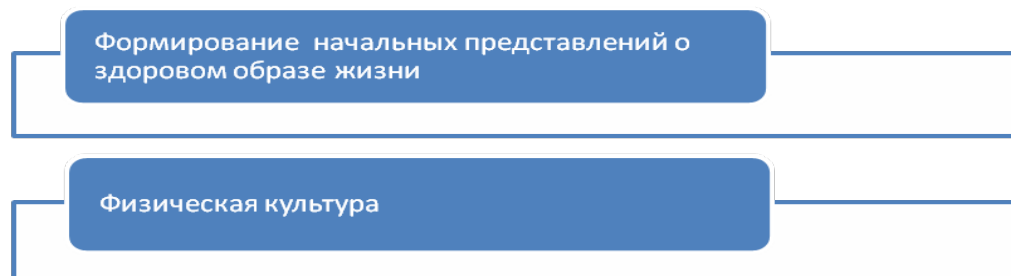 Формирование начальных представлений о
здоровом образе жизни
Физическая культура